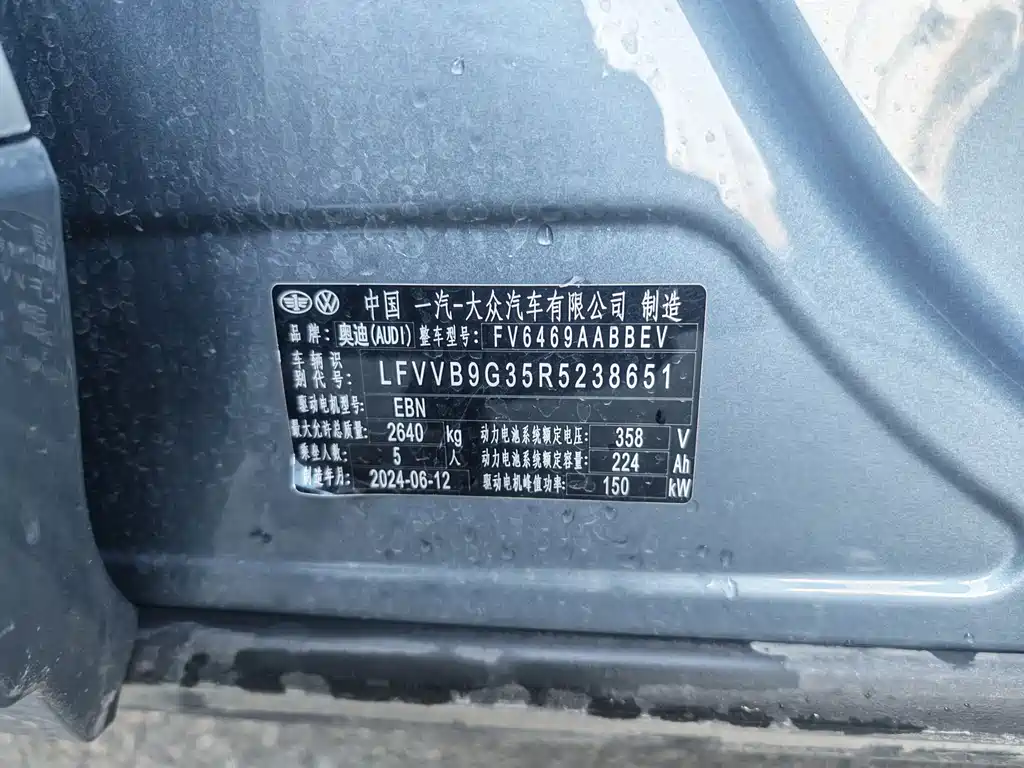 中国 一汽-大众汽车有限公司 制造
品牌: 奥迪(AUDI) 整车型号: FV6469AABBEV
车辆识别代号: LFVVB9G35R5238651
驱动电机型号: EBN
最大允许总质量: 2640 kg 动力电池系统额定电压: 358 V
乘坐人数: 5 人 动力电池系统额定容量: 224 Ah
制造年月: 2024-06-12 驱动电机峰值功率: 150 kW